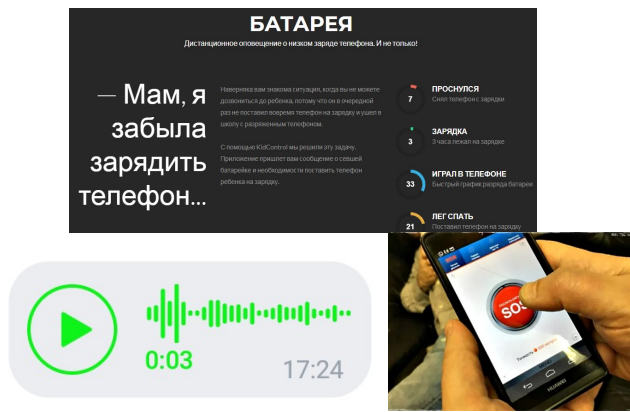 БАТАРЕЯ
Дистанционное оповещение о низком заряде телефона. И не только!
— Мам, я
забыла
зарядить
телефон...
Наверняка вам знакома ситуация, когда вы не можете
дозвониться до ребенка, потому что он в очередной
раз не поставил вовремя телефон на зарядку и ушел в
школу с разряженным телефоном.
С помощью KidControl мы решили эту задачу.
Приложение пришлет вам сообщение о севшей
батарейке и необходимости поставить телефон
ребенка на зарядку.
7
ПРОСНУЛСЯ
Снял телефон с зарядки
3
ЗАРЯДКА
3 часа лежал на зарядке
33
ИГРАЛ В ТЕЛЕФОНЕ
Быстрый график разряда батареи
21
ЛЕГ СПАТЬ
Поставил телефон на зарядку
0:03
17:24
SOS
HUAWEI